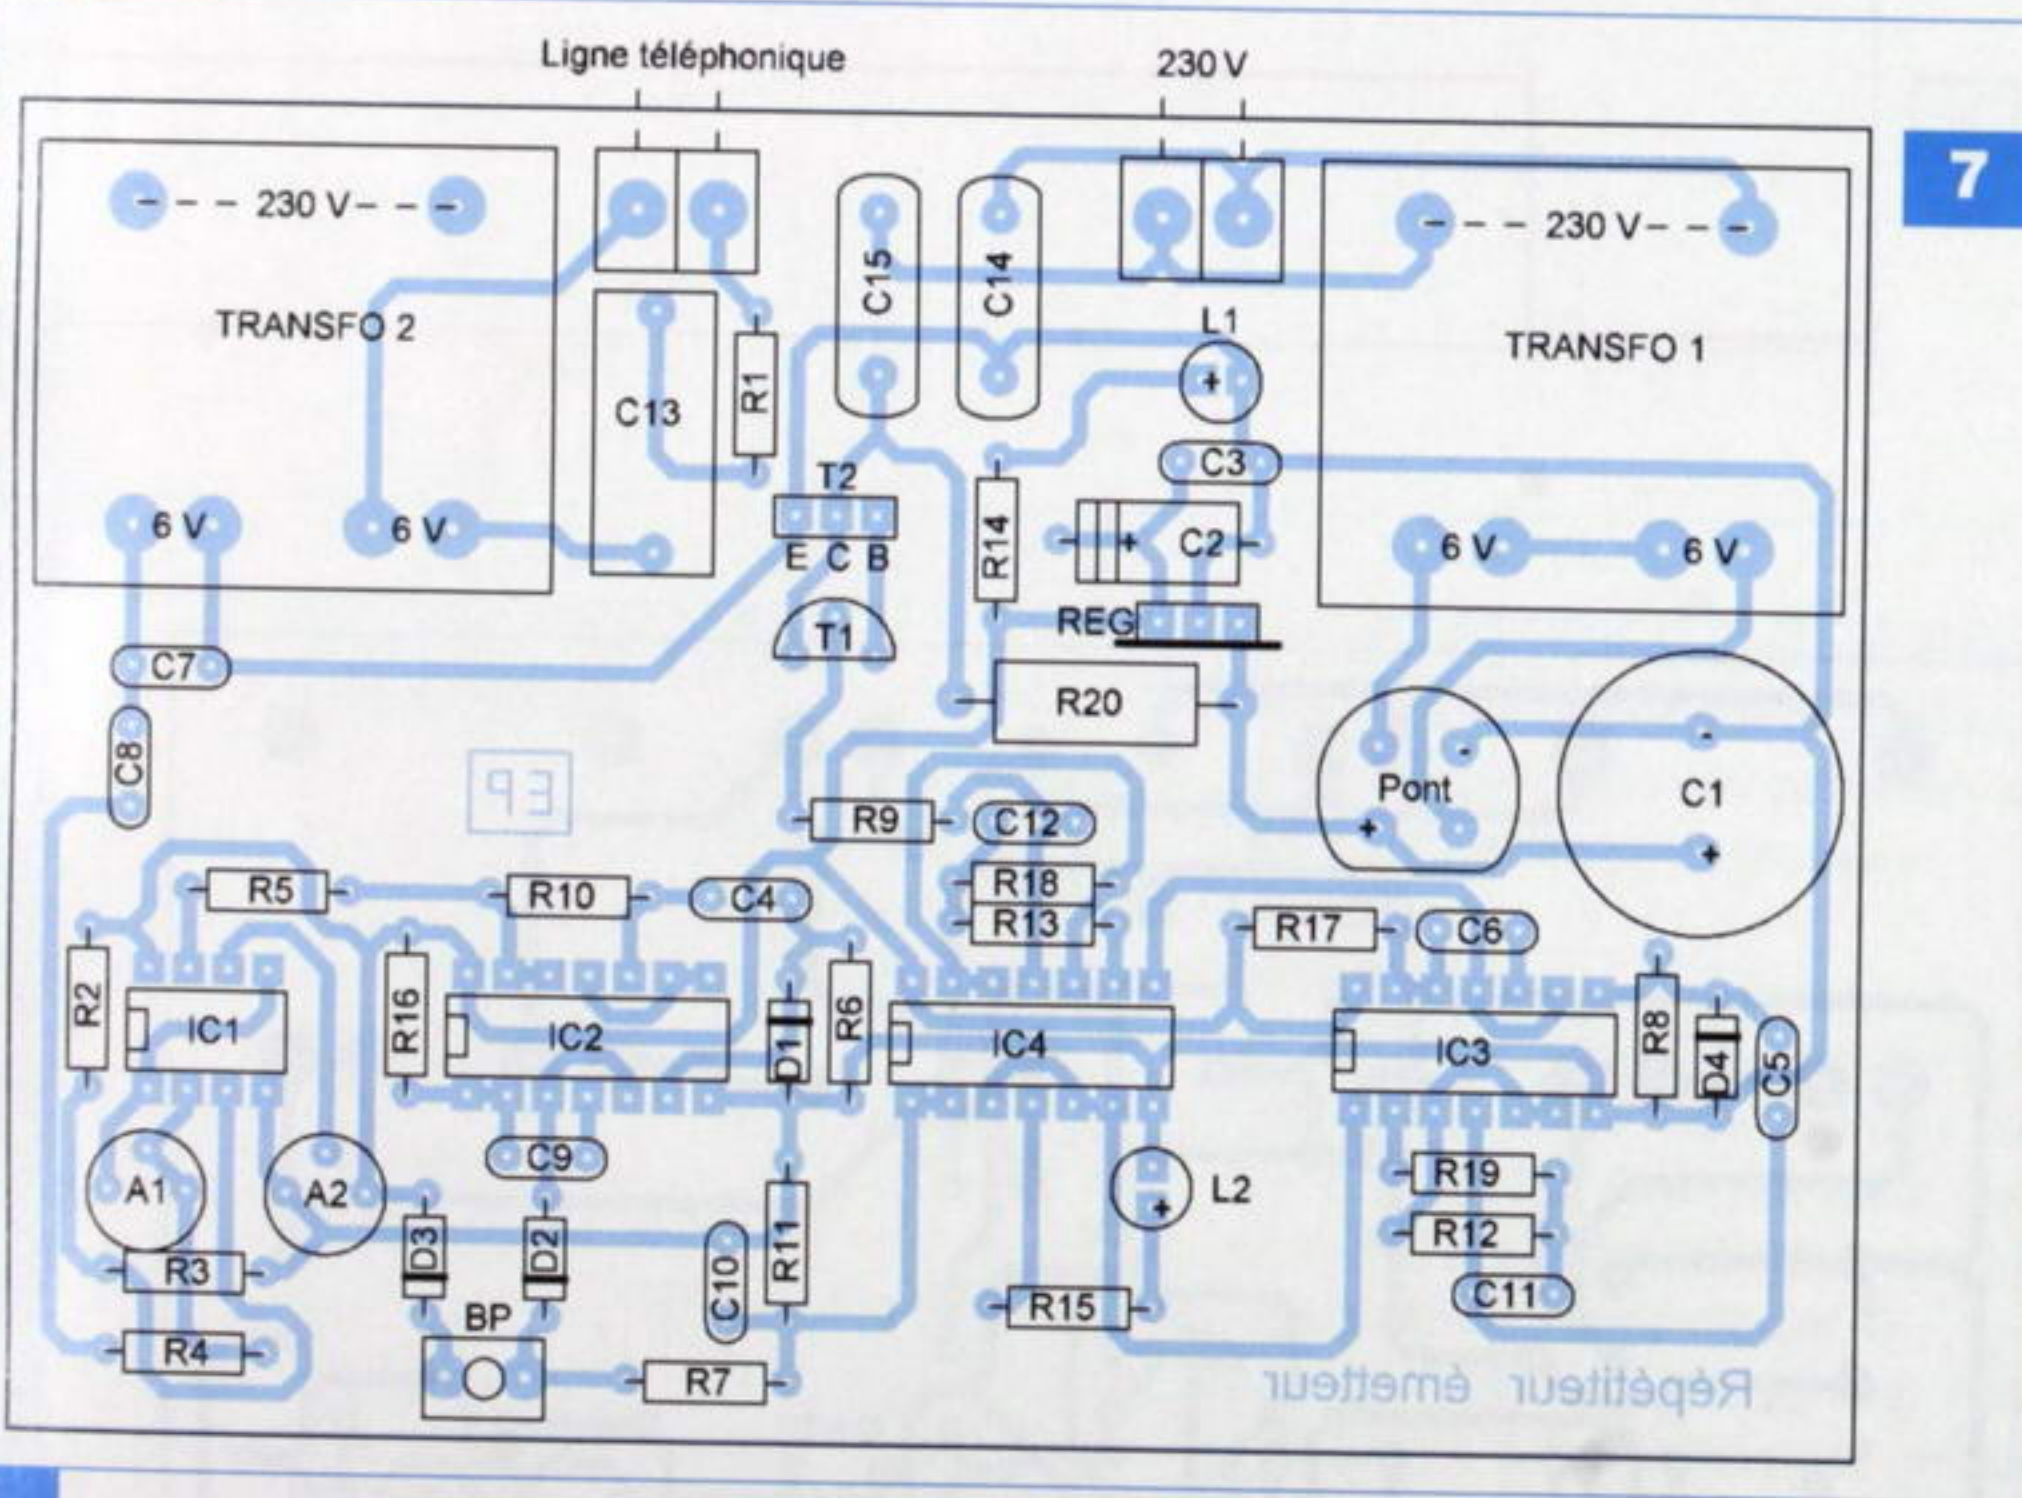 Ligne téléphonique
230 V
7
- - - 230 V- - -
- - - 230 V- - -
TRANSFO 2
C15
C14
L1
+
TRANSFO 1
C13
R1
T2
C3
6 V
6 V
E C B
R14
+
C2
6 V
6 V
REG
T1
C7
R20
C8
EP
-
-
Pont
C1
+
+
R9
C12
R5
R10
C4
R18
R13
R17
C6
R2
IC1
R16
IC2
D1
R6
IC4
IC3
R8
D4
C5
C9
A1
A2
L2
+
R19
R12
D3
D2
R11
R3
C10
C11
BP
R15
R4
R7
Répétiteur émetteur